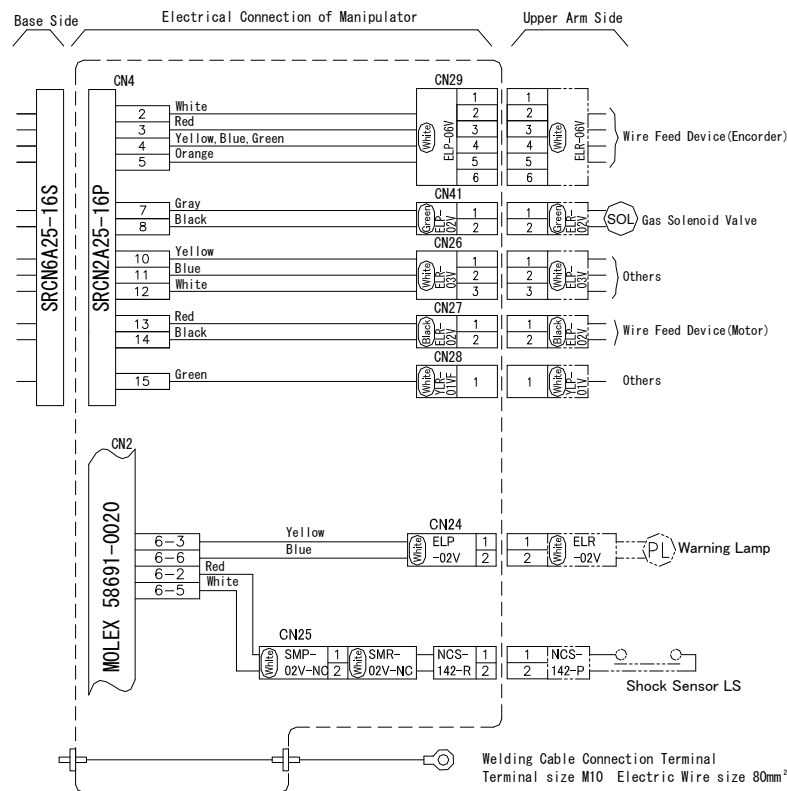 Base Side
Electrical Connection of Manipulator
Upper Arm Side
CN4
CN29
SRCN6A25-16S
SRCN2A25-16P
2 White
3 Red
4 Yellow, Blue, Green
5 Orange
White ELP-06V
1 2 3 4 5 6
1 2 3 4 5 6
White ELR-06V
Wire Feed Device(Encorder)
CN41
7 Gray
8 Black
Green ELP-02V
1 2
1 2
Green ELR-02V
SOL
Gas Solenoid Valve
CN26
10 Yellow
11 Blue
12 White
White ELR-03V
1 2 3
1 2 3
White ELP-03V
Others
CN27
13 Red
14 Black
Black ELR-02V
1 2
1 2
Black ELP-02V
Wire Feed Device(Motor)
CN28
15 Green
White YLR-01VF
1
1
White YLP-01V
Others
CN2
MOLEX 58691-0020
6-3 Yellow
6-6 Blue
6-2 Red
6-5 White
CN24
White ELP -02V
1 2
1 2
White ELR -02V
PL
Warning Lamp
CN25
White SMP- 02V-NC
1 2
White SMR- 02V-NC
NCS- 142-R
1 2
1 2
NCS- 142-P
Shock Sensor LS
Welding Cable Connection Terminal
Terminal size M10 Electric Wire size 80mm²